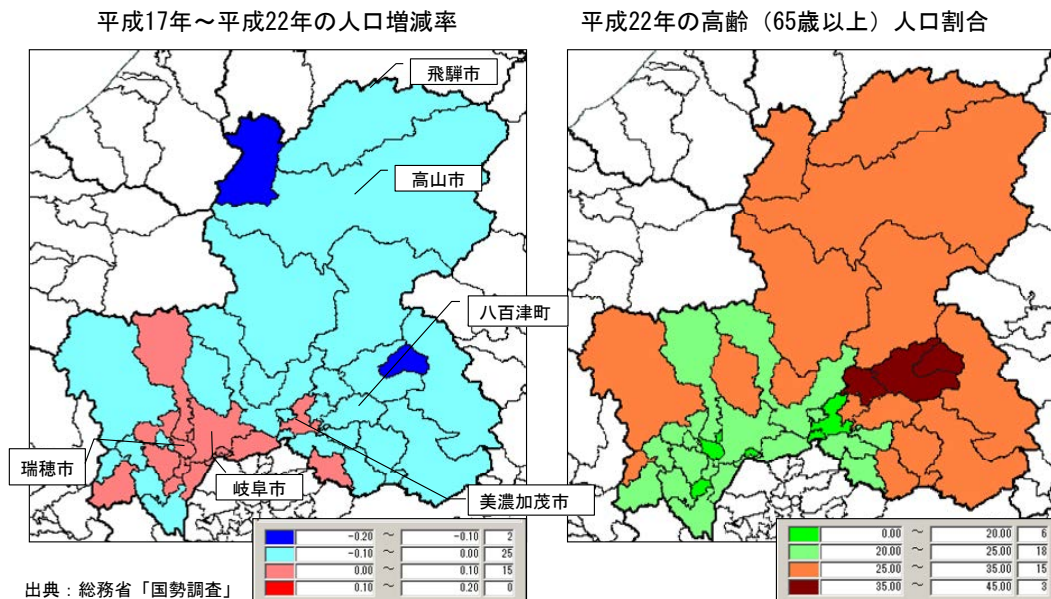 平成17年～平成22年の人口増減率
平成22年の高齢（65歳以上）人口割合
飛騨市
高山市
八百津町
瑞穂市
岐阜市
美濃加茂市
-0.20 ～ -0.10 2
-0.10 ～ 0.00 25
0.00 ～ 0.10 15
0.10 ～ 0.20 0
0.00 ～ 20.00 6
20.00 ～ 25.00 18
25.00 ～ 35.00 15
35.00 ～ 45.00 3
出典：総務省「国勢調査」